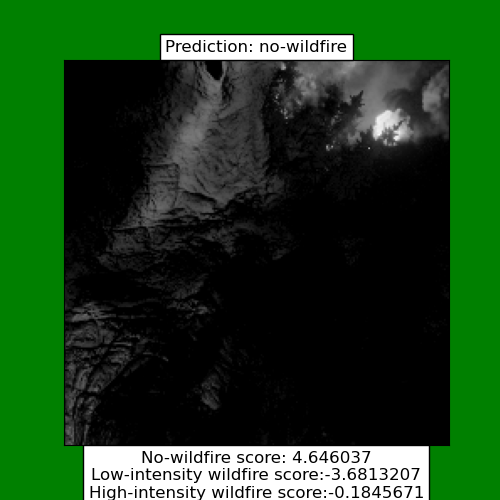 Prediction: no-wildfire
No-wildfire score: 4.646037
Low-intensity wildfire score:-3.6813207
High-intensity wildfire score:-0.1845671